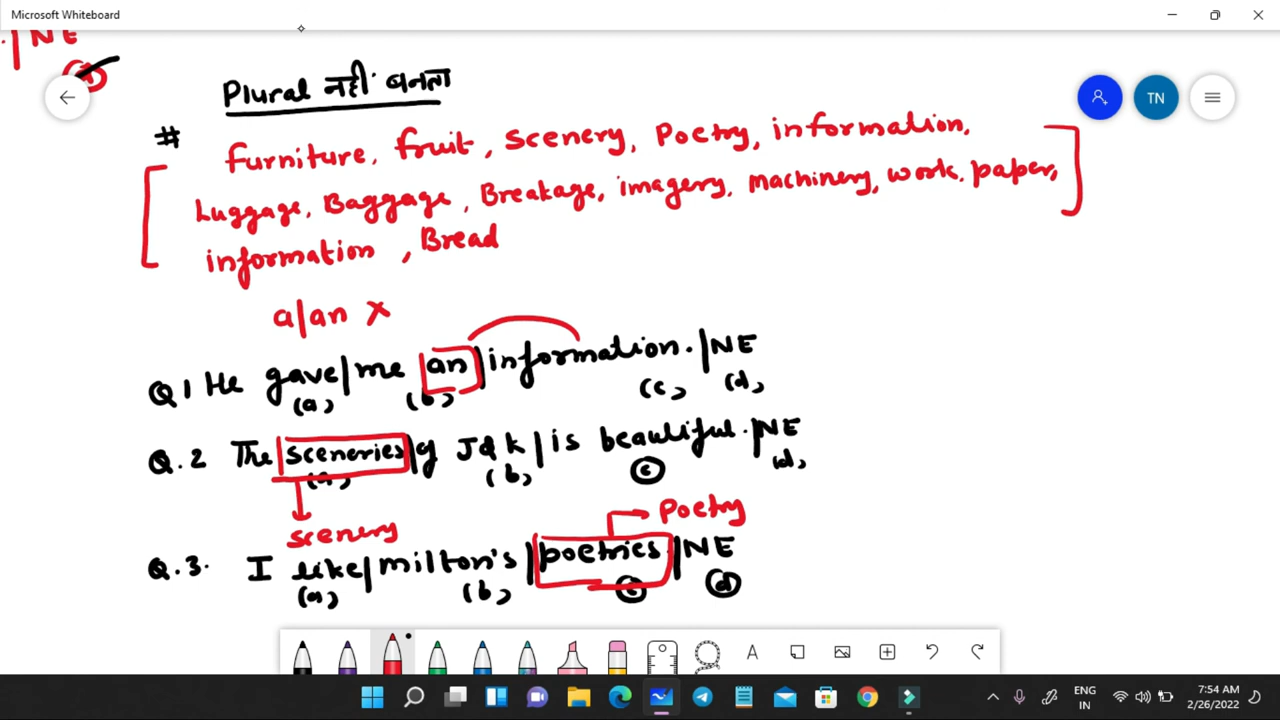 Microsoft Whiteboard
. | NE
(d)
Plural नहीं बनता
TN
#
Furniture, fruit, Scenery, Poetry, information,
Luggage, Baggage, Breakage, imagery, machinery, work, paper,
information, Bread
a/an ×
Q 1 He gave/me an/information. /NE
(a) (b) (c) (d)
Q.2 The sceneries/of J&K/is beautiful. /NE
(a) (b) (c) (d)
scenery
Poetry
Q.3. I like/milton's/poetries/NE
(a) (b) (c) (d)
A
ENG
IN
7:54 AM
2/26/2022